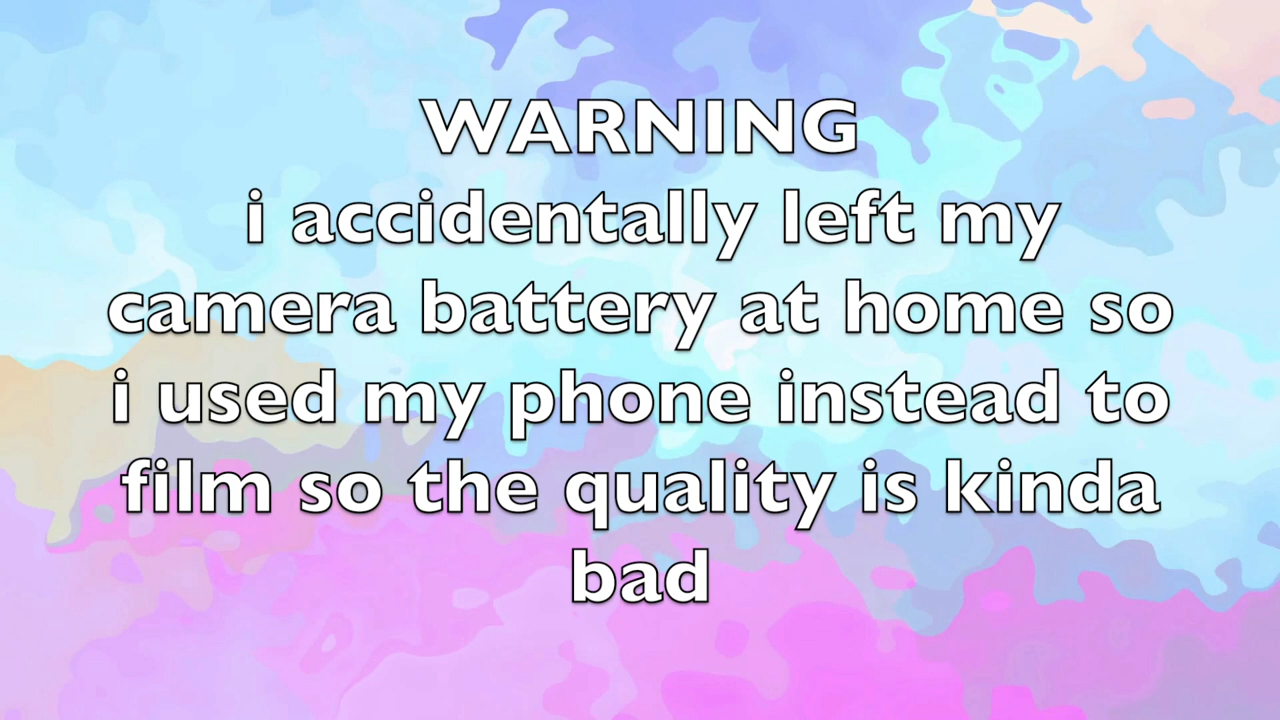 WARNING
i accidentally left my
camera battery at home so
i used my phone instead to
film so the quality is kinda
bad